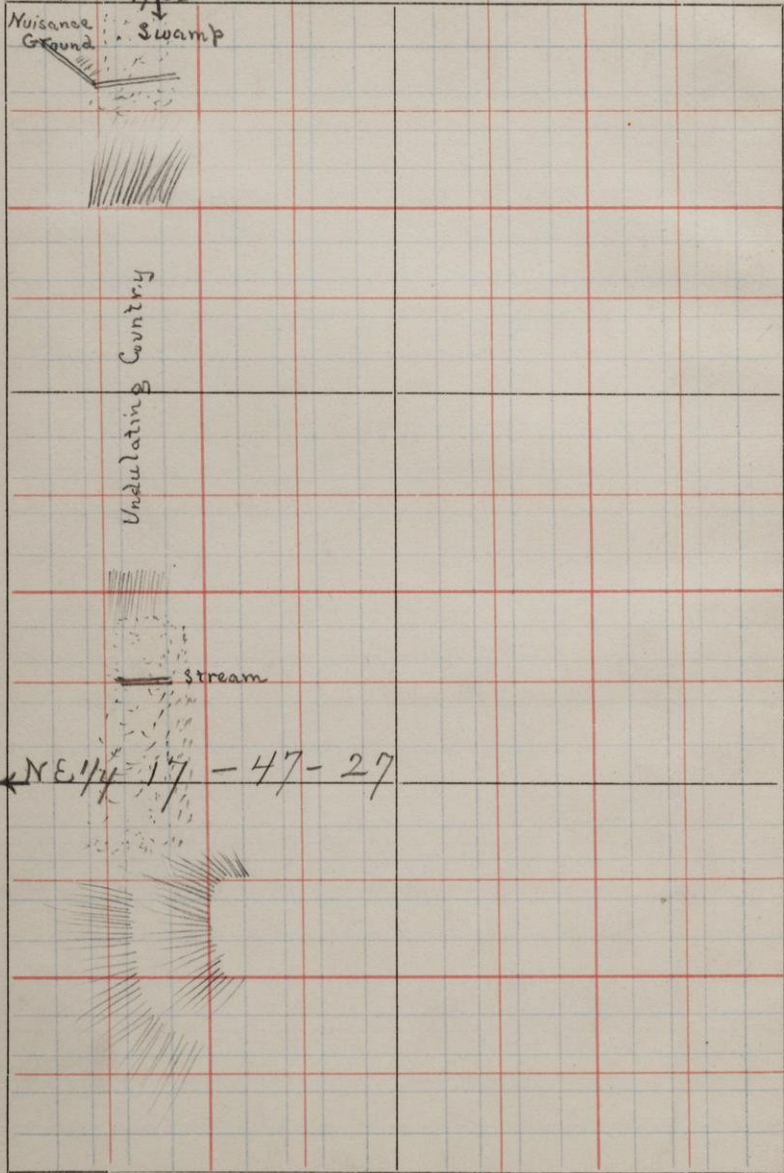 Nuisance
Ground
Swamp
Undulating Country
Stream
NE 1/4 17 - 47 - 27